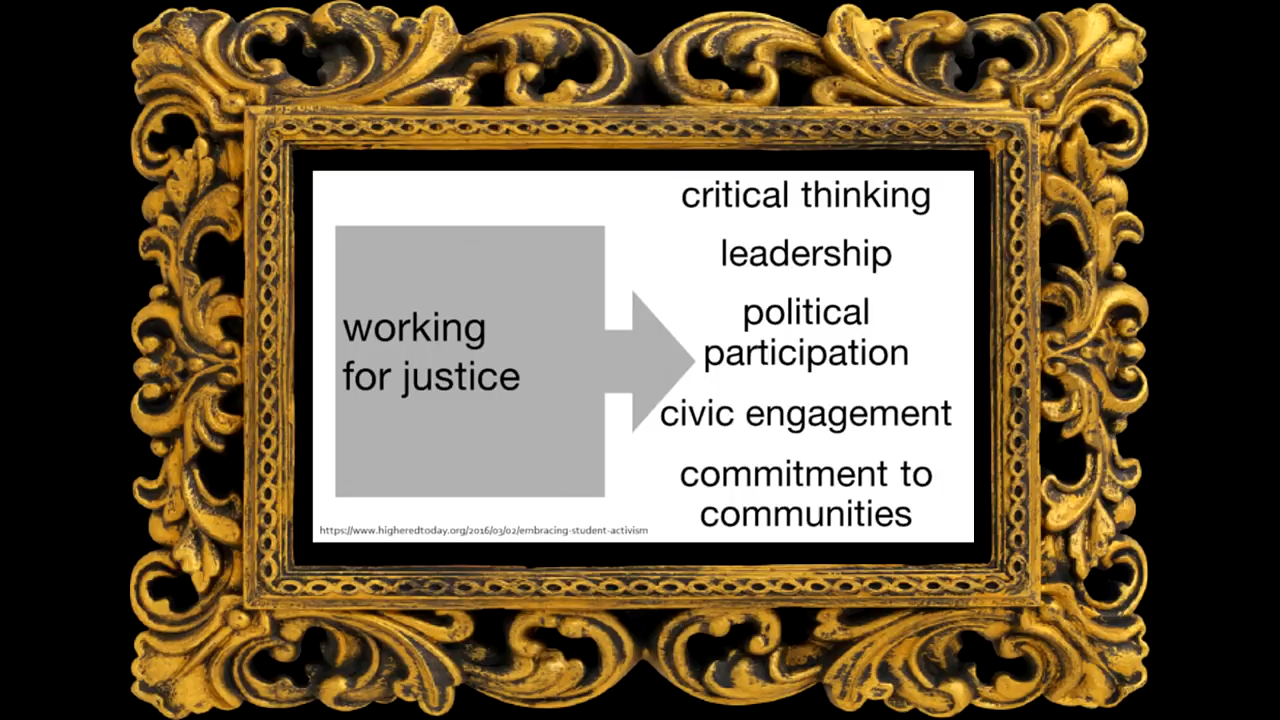 critical thinking
leadership
political
participation
working
for justice
civic engagement
commitment to
communities
https://www.higheredtoday.org/2016/03/02/embracing-student-activism